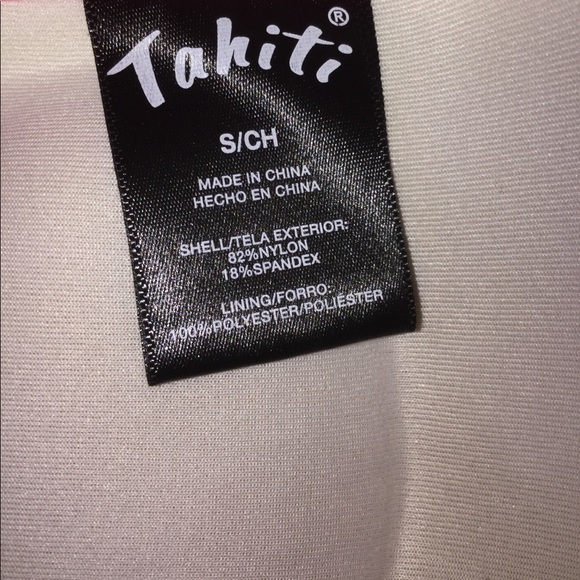 Tahiti®
S/CH
MADE IN CHINA
HECHO EN CHINA
SHELL/TELA EXTERIOR:
82%NYLON
18%SPANDEX
LINING/FORRO:
100%POLYESTER/POLIESTER